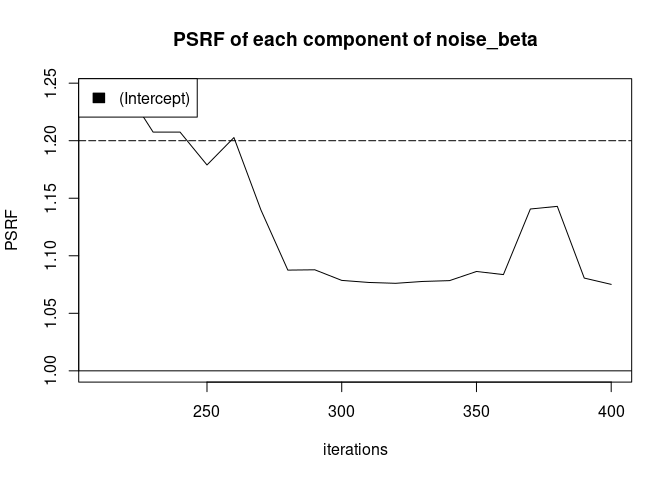 PSRF of each component of noise_beta
(Intercept)
1.25
1.20
1.15
1.10
1.05
1.00
PSRF
250 300 350 400
iterations